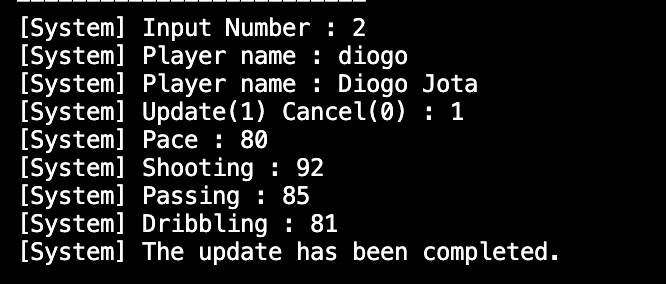 [System] Input Number : 2
[System] Player name : diogo
[System] Player name : Diogo Jota
[System] Update(1) Cancel(0) : 1
[System] Pace : 80
[System] Shooting : 92
[System] Passing : 85
[System] Dribbling : 81
[System] The update has been completed.